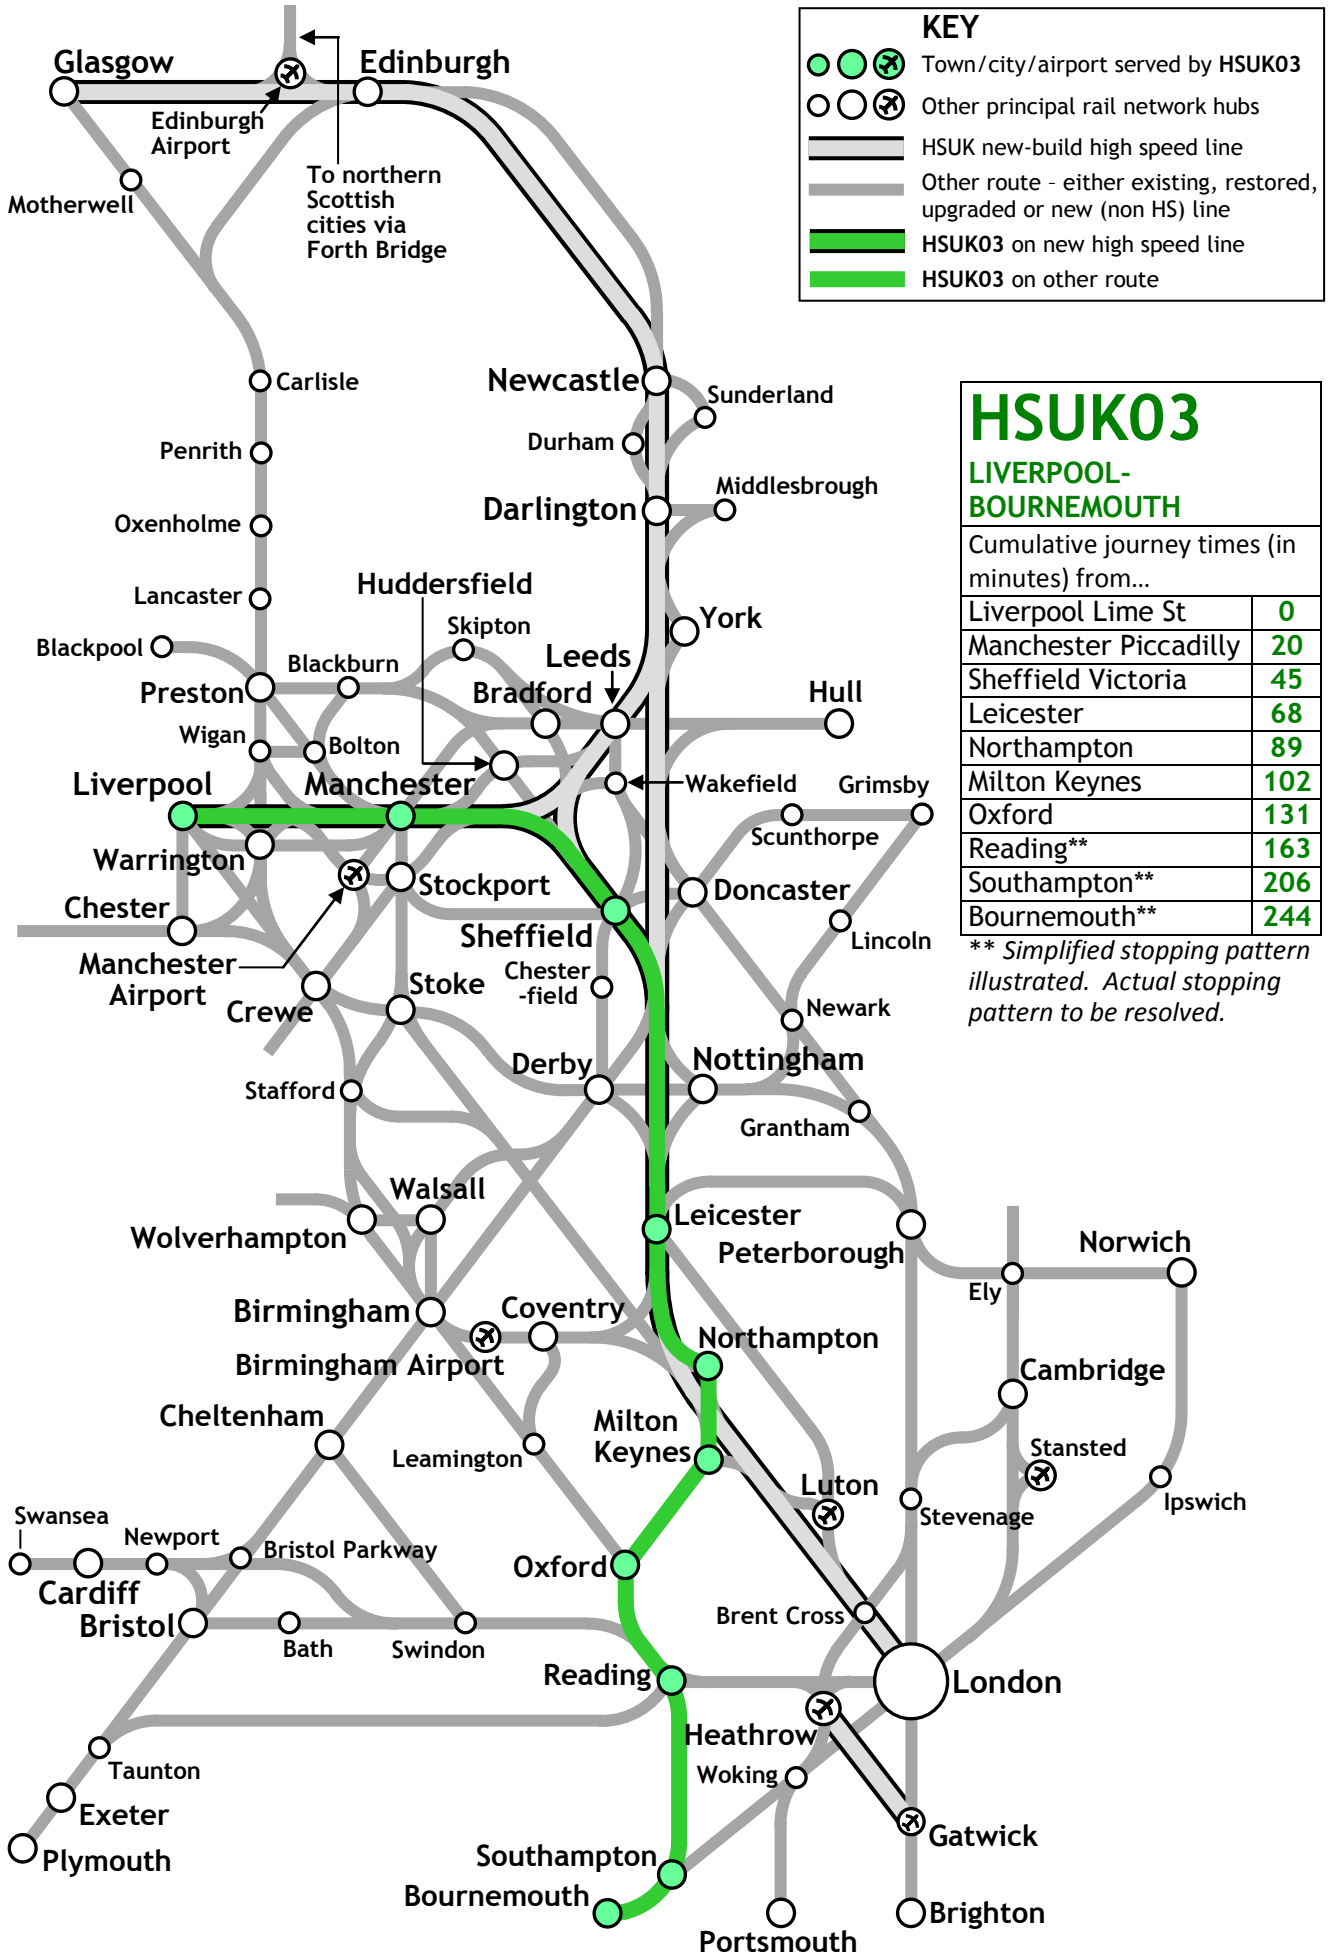 KEY
Town/city/airport served by HSUK03
Other principal rail network hubs
HSUK new-build high speed line
Other route – either existing, restored,
upgraded or new (non HS) line
HSUK03 on new high speed line
HSUK03 on other route
Glasgow
Edinburgh
Edinburgh
Airport
To northern
Scottish
cities via
Forth Bridge
Motherwell
Carlisle
Newcastle
Sunderland
Durham
Penrith
Middlesbrough
Darlington
Oxenholme
Huddersfield
Lancaster
Skipton
York
Blackpool
Blackburn
Leeds
Preston
Bradford
Hull
Wigan
Bolton
Liverpool
Manchester
Wakefield
Grimsby
Scunthorpe
Warrington
Stockport
Doncaster
Chester
Sheffield
Lincoln
Manchester
Airport
Chester
-field
Stoke
Crewe
Newark
Derby
Nottingham
Stafford
Grantham
Walsall
Leicester
Wolverhampton
Peterborough
Norwich
Ely
Birmingham
Coventry
Northampton
Birmingham Airport
Cambridge
Cheltenham
Milton
Keynes
Leamington
Stansted
Luton
Ipswich
Stevenage
Swansea
Newport
Bristol Parkway
Oxford
Cardiff
Bristol
Bath
Swindon
Brent Cross
Reading
London
Heathrow
Woking
Taunton
Exeter
Gatwick
Plymouth
Southampton
Bournemouth
Portsmouth
Brighton
HSUK03
LIVERPOOL-
BOURNEMOUTH
Cumulative journey times (in
minutes) from…
Liverpool Lime St 0
Manchester Piccadilly 20
Sheffield Victoria 45
Leicester 68
Northampton 89
Milton Keynes 102
Oxford 131
Reading** 163
Southampton** 206
Bournemouth** 244
** Simplified stopping pattern
illustrated. Actual stopping
pattern to be resolved.